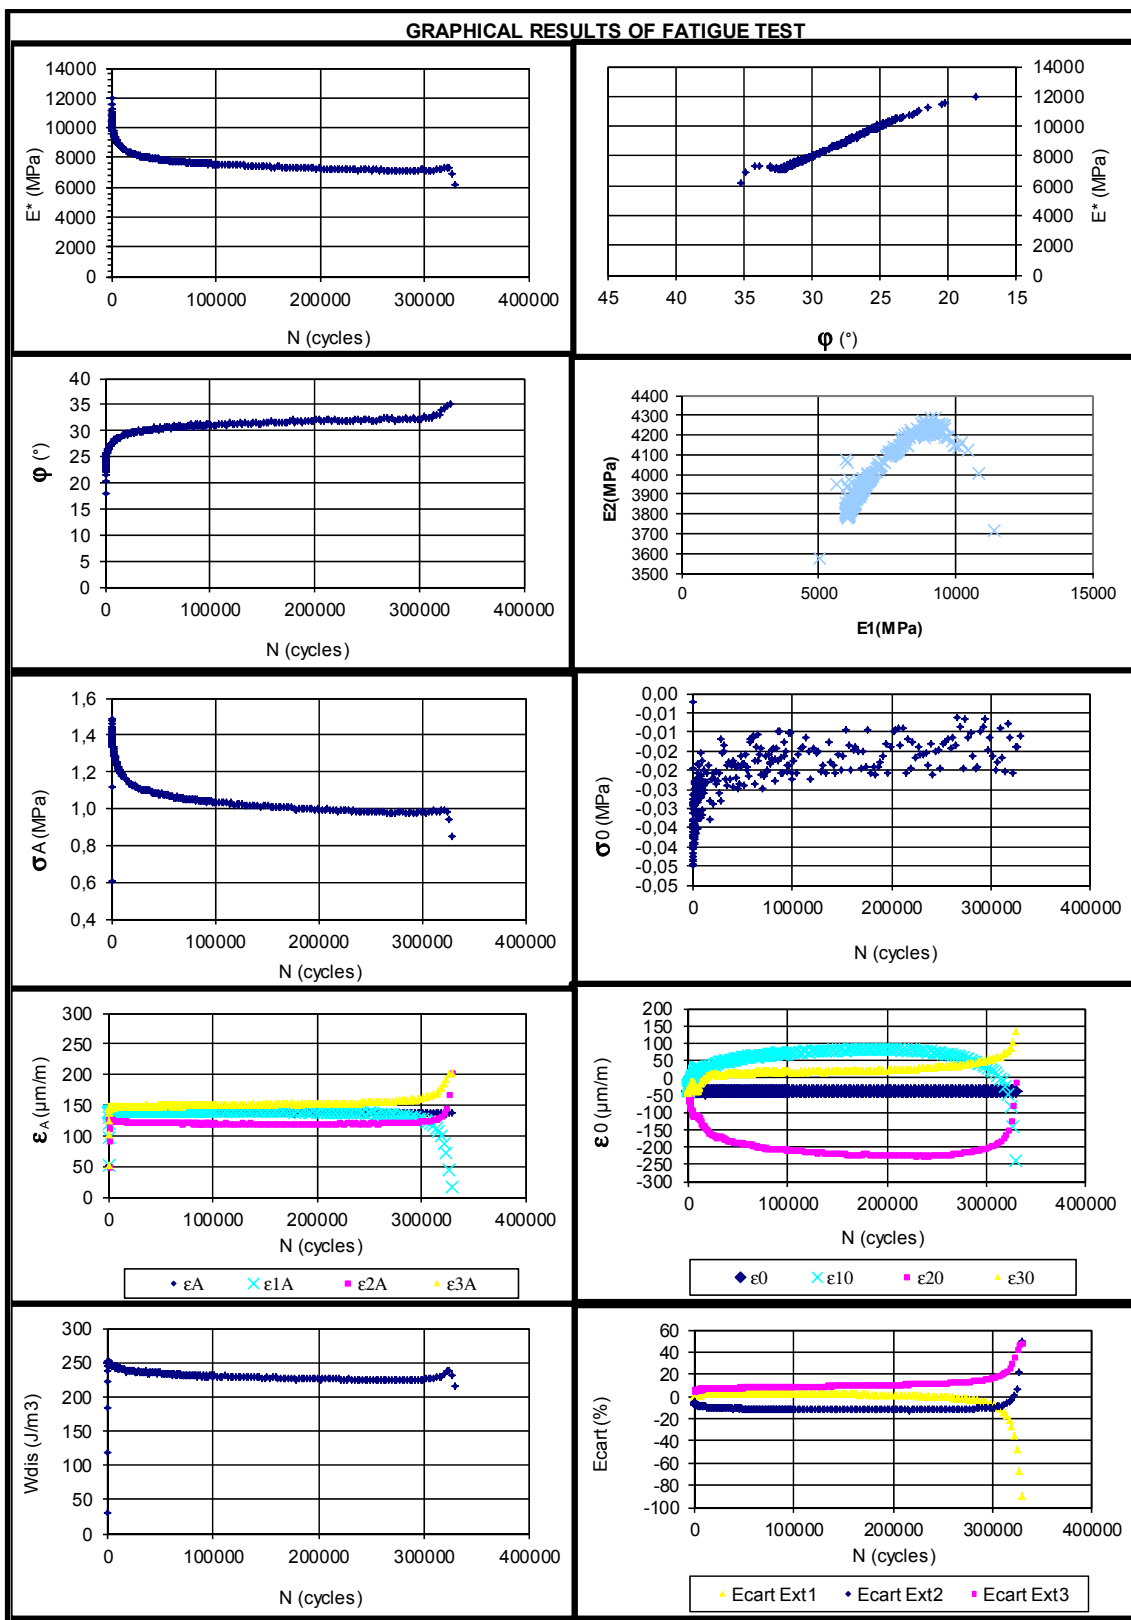 GRAPHICAL RESULTS OF FATIGUE TEST
14000
12000
10000
8000
6000
4000
2000
0
E* (MPa)
0 100000 200000 300000 400000
N (cycles)
14000
12000
10000
8000
6000
4000
2000
0
E* (MPa)
45 40 35 30 25 20 15
φ (°)
40
35
30
25
20
15
10
5
0
φ (°)
0 100000 200000 300000 400000
N (cycles)
4400
4300
4200
4100
4000
3900
3800
3700
3600
3500
E2(MPa)
0 5000 10000 15000
E1(MPa)
1,6
1,4
1,2
1,0
0,8
0,6
0,4
σA (MPa)
0 100000 200000 300000 400000
N (cycles)
0,00
-0,01
-0,01
-0,02
-0,02
-0,03
-0,03
-0,04
-0,04
-0,05
-0,05
σ0 (MPa)
0 100000 200000 300000 400000
N (cycles)
300
250
200
150
100
50
0
εA (µm/m)
0 100000 200000 300000 400000
N (cycles)
εA ε1A ε2A ε3A
200
150
100
50
0
-50
-100
-150
-200
-250
-300
ε0 (µm/m)
0 100000 200000 300000 400000
N (cycles)
ε0 ε10 ε20 ε30
300
250
200
150
100
50
0
Wdis (J/m3)
0 100000 200000 300000 400000
N (cycles)
60
40
20
0
-20
-40
-60
-80
-100
Ecart (%)
0 100000 200000 300000 400000
N (cycles)
Ecart Ext1 Ecart Ext2 Ecart Ext3